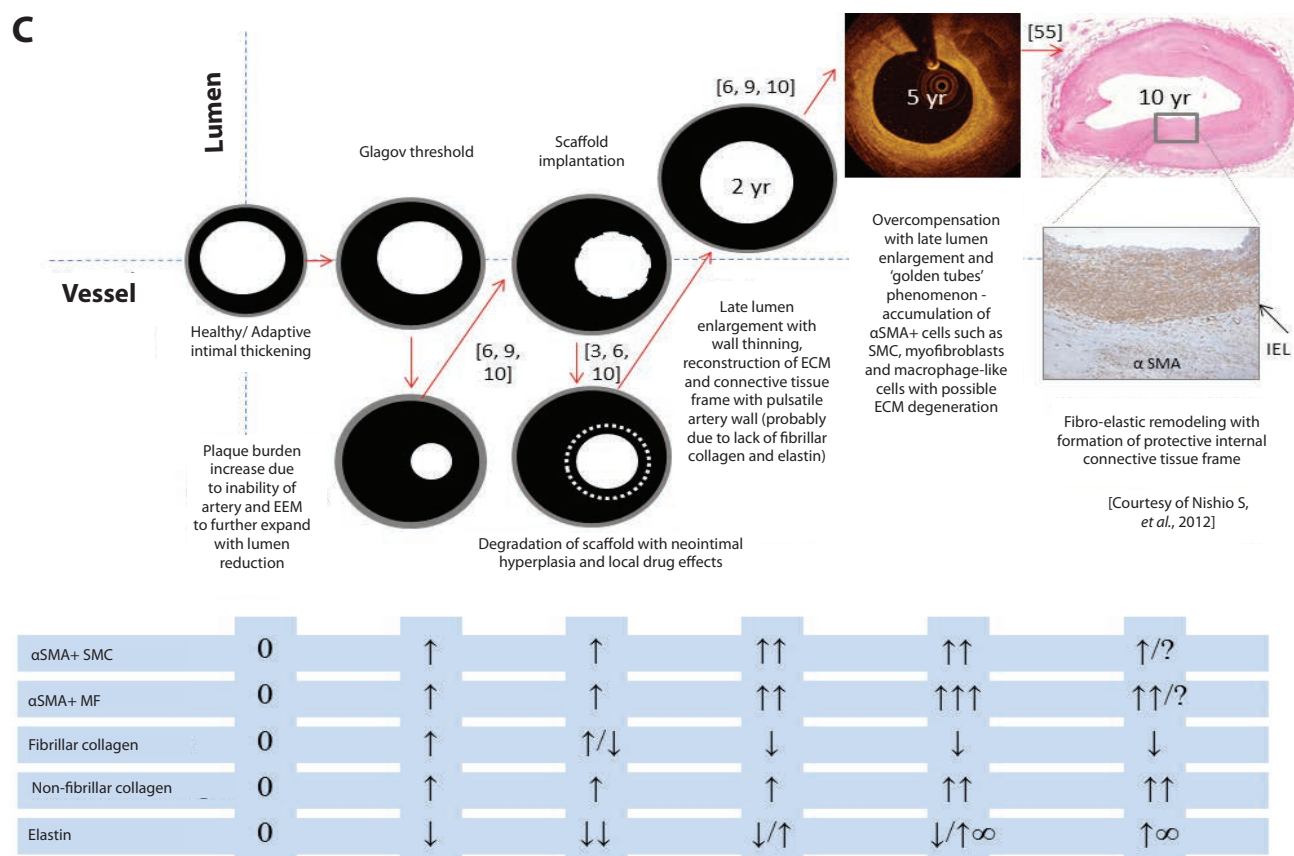 C
Lumen
Vessel
Healthy/ Adaptive
intimal thickening
Glagov threshold
Plaque burden
increase due
to inability of
artery and EEM
to further expand
with lumen
reduction
[6, 9,
10]
Scaffold
implantation
[3, 6,
10]
Degradation of scaffold with neointimal
hyperplasia and local drug effects
[6, 9, 10]
2 yr
Late lumen
enlargement with
wall thinning,
reconstruction of ECM
and connective tissue
frame with pulsatile
artery wall (probably
due to lack of fibrillar
collagen and elastin)
5 yr
Overcompensation
with late lumen
enlargement and
‘golden tubes’
phenomenon -
accumulation of
αSMA+ cells such as
SMC, myofibroblasts
and macrophage-like
cells with possible
ECM degeneration
[55]
10 yr
α SMA
IEL
Fibro-elastic remodeling with
formation of protective internal
connective tissue frame
[Courtesy of Nishio S,
et al., 2012]
αSMA+ SMC 0 ↑ ↑ ↑↑ ↑↑ ↑/?
αSMA+ MF 0 ↑ ↑ ↑↑ ↑↑↑ ↑↑/?
Fibrillar collagen 0 ↑ ↑/↓ ↓ ↓ ↓
Non-fibrillar collagen 0 ↑ ↑ ↑ ↑↑ ↑↑
Elastin 0 ↓ ↓↓ ↓/↑ ↓/↑∞ ↑∞